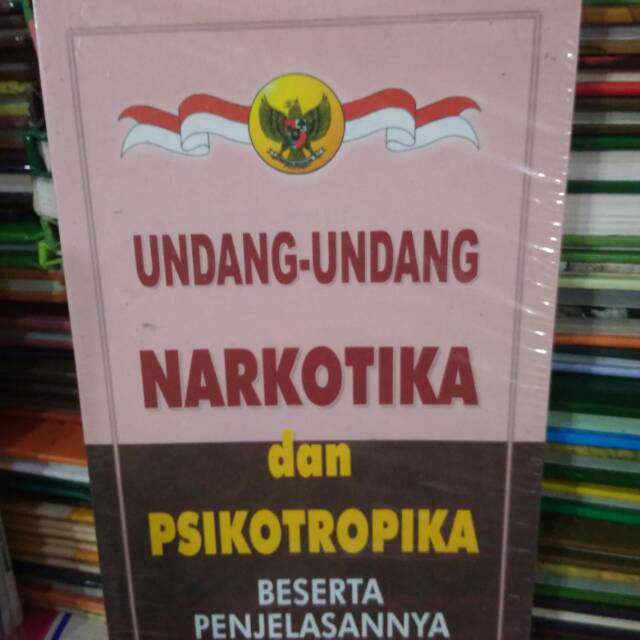 UNDANG-UNDANG
NARKOTIKA
dan
PSIKOTROPIKA
BESERTA
PENJELASANNYA